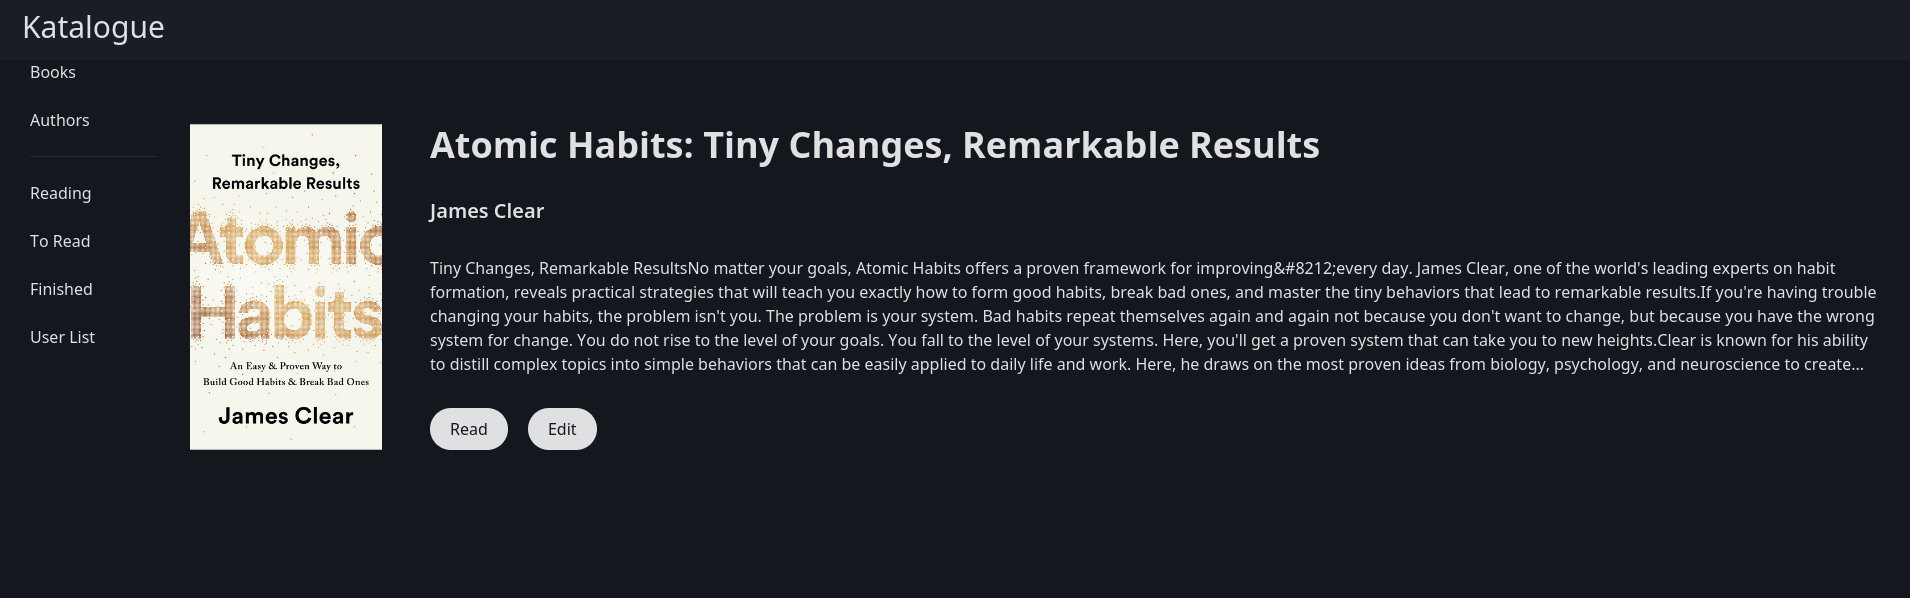 Katalogue
Books
Authors
Reading
To Read
Finished
User List
Tiny Changes,
Remarkable Results
Atomic
Habits
An Easy & Proven Way to
Build Good Habits & Break Bad Ones
James Clear
Atomic Habits: Tiny Changes, Remarkable Results
James Clear
Tiny Changes, Remarkable ResultsNo matter your goals, Atomic Habits offers a proven framework for improving&#8212;every day. James Clear, one of the world's leading experts on habit
formation, reveals practical strategies that will teach you exactly how to form good habits, break bad ones, and master the tiny behaviors that lead to remarkable results.If you're having trouble
changing your habits, the problem isn't you. The problem is your system. Bad habits repeat themselves again and again not because you don't want to change, but because you have the wrong
system for change. You do not rise to the level of your goals. You fall to the level of your systems. Here, you'll get a proven system that can take you to new heights.Clear is known for his ability
to distill complex topics into simple behaviors that can be easily applied to daily life and work. Here, he draws on the most proven ideas from biology, psychology, and neuroscience to create...
Read
Edit